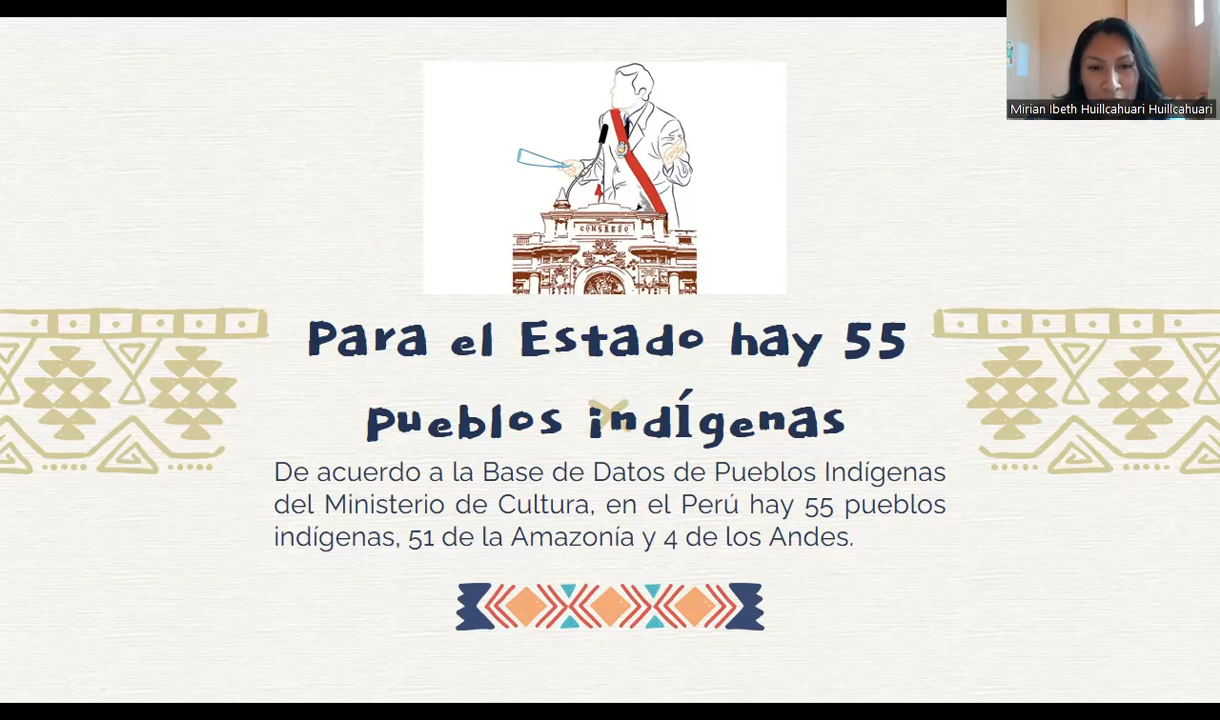 Mirian Ibeth Huillcahuari Huillcahuari
CONGRESO
Para el Estado hay 55
Pueblos indígenas
De acuerdo a la Base de Datos de Pueblos Indígenas
del Ministerio de Cultura, en el Perú hay 55 pueblos
indígenas, 51 de la Amazonía y 4 de los Andes.